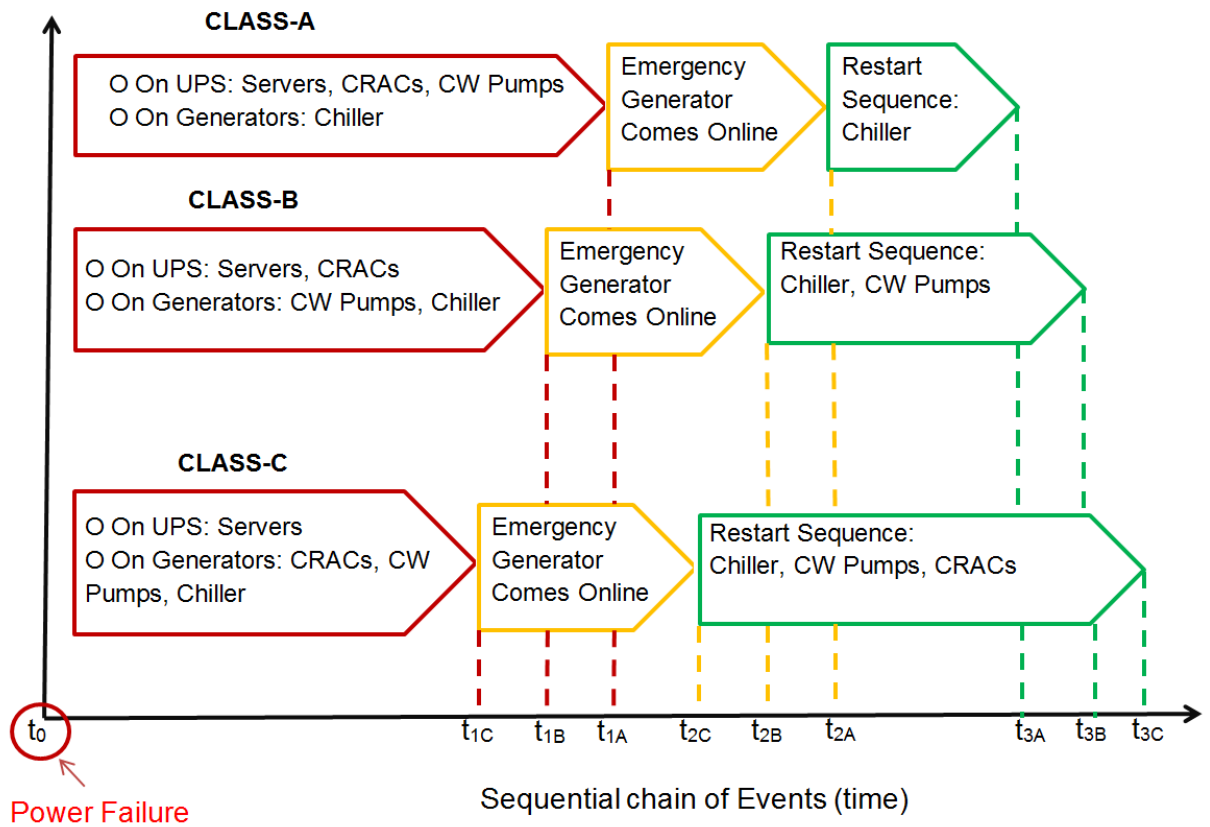 CLASS-A
O On UPS: Servers, CRACs, CW Pumps
O On Generators: Chiller
Emergency
Generator
Comes Online
Restart
Sequence:
Chiller
CLASS-B
O On UPS: Servers, CRACs
O On Generators: CW Pumps, Chiller
Emergency
Generator
Comes Online
Restart Sequence:
Chiller, CW Pumps
CLASS-C
O On UPS: Servers
O On Generators: CRACs, CW
Pumps, Chiller
Emergency
Generator
Comes Online
Restart Sequence:
Chiller, CW Pumps, CRACs
t0 t1C t1B t1A t2C t2B t2A t3A t3B t3C
Power Failure
Sequential chain of Events (time)